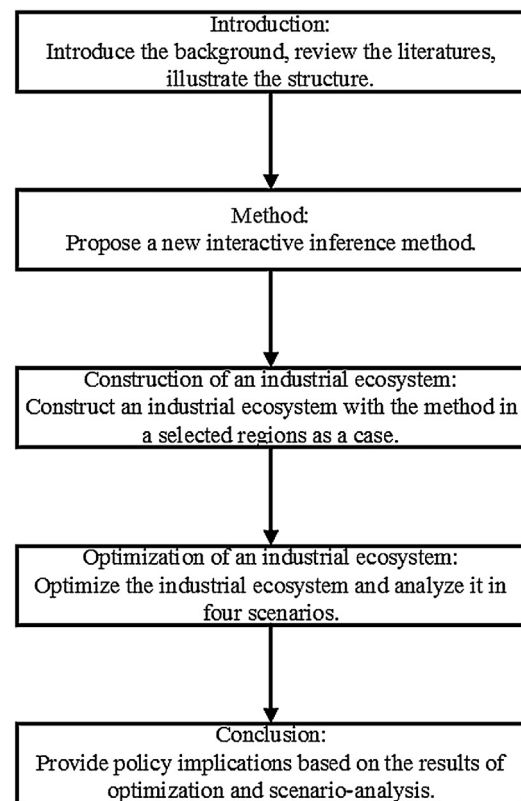 Introduction:
Introduce the background, review the literatures,
illustrate the structure.
Method:
Propose a new interactive inference method.
Construction of an industrial ecosystem:
Construct an industrial ecosystem with the method in
a selected regions as a case.
Optimization of an industrial ecosystem:
Optimize the industrial ecosystem and analyze it in
four scenarios.
Conclusion:
Provide policy implications based on the results of
optimization and scenario-analysis.